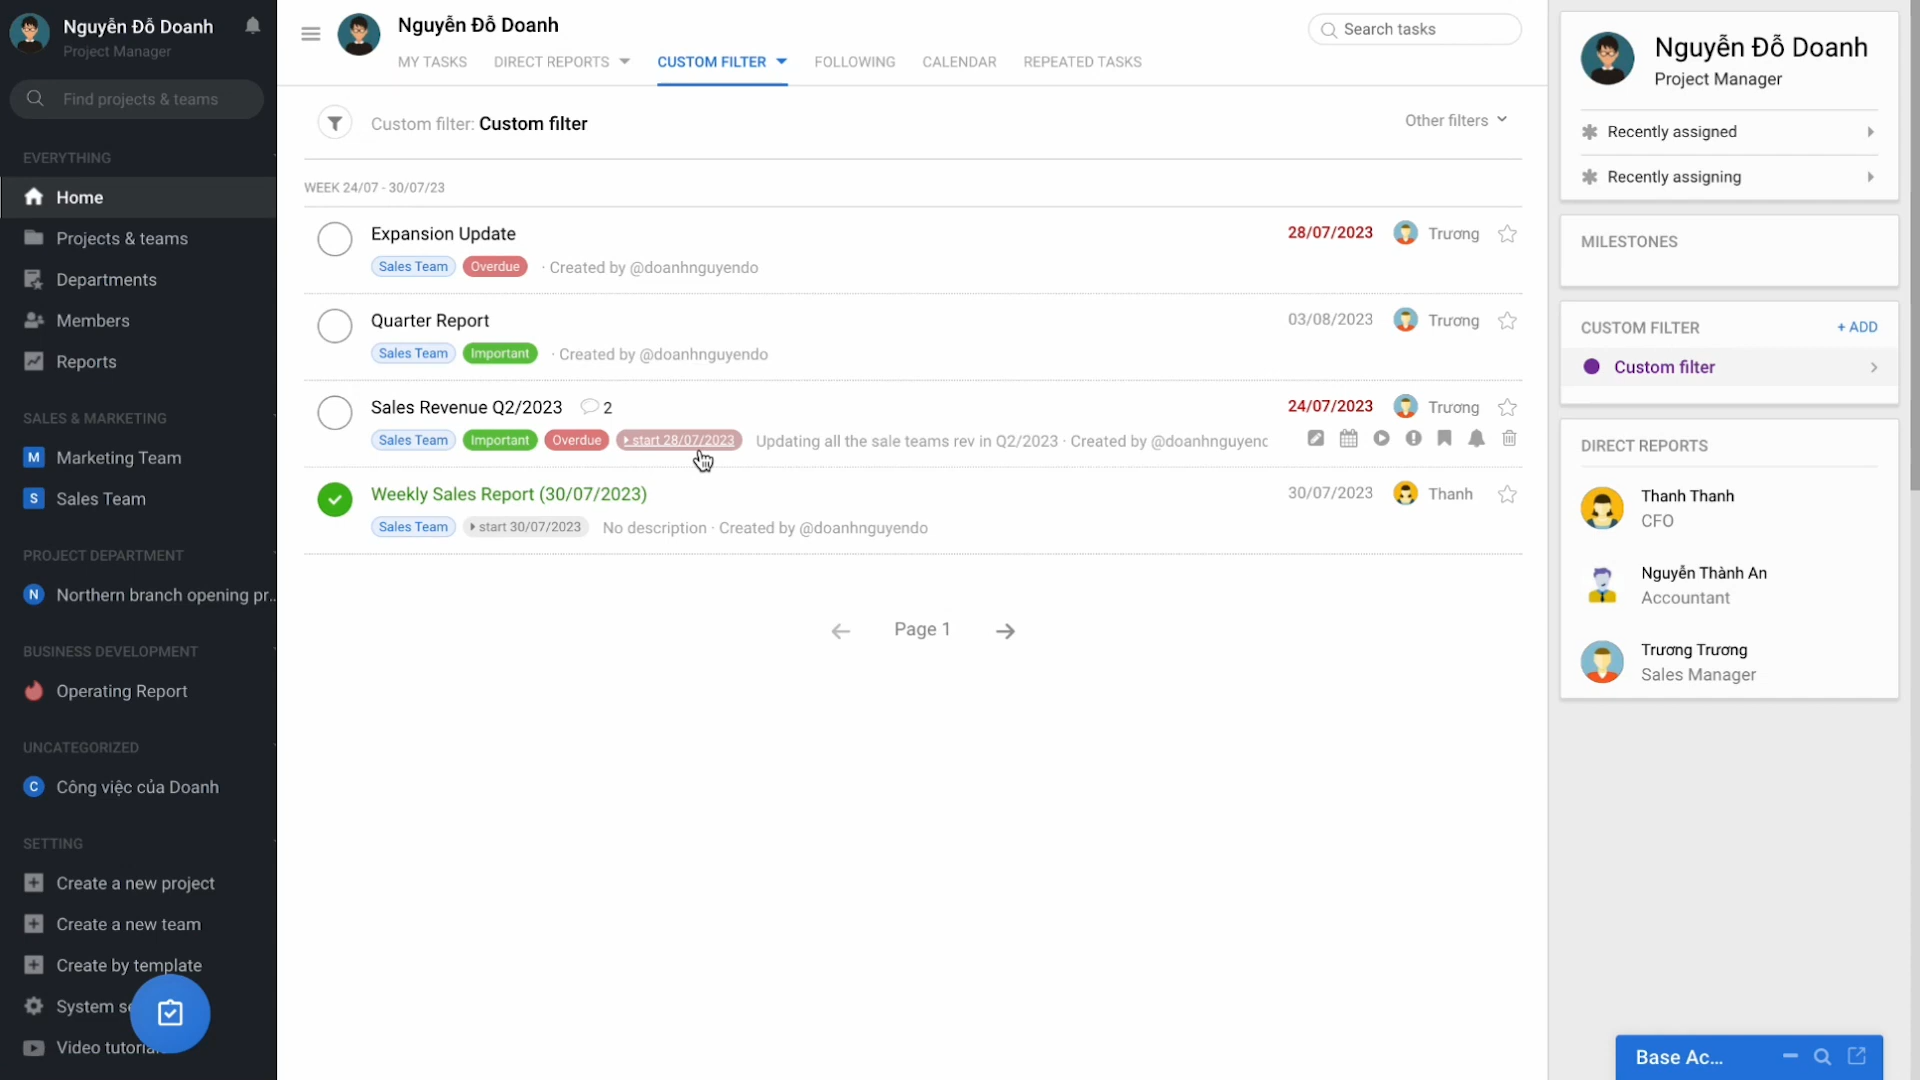 Nguyễn Đỗ Doanh
Project Manager
Find projects & teams
EVERYTHING
Home
Projects & teams
Departments
Members
Reports
SALES & MARKETING
M Marketing Team
S Sales Team
PROJECT DEPARTMENT
N Northern branch opening pr...
BUSINESS DEVELOPMENT
Operating Report
UNCATEGORIZED
C Công việc của Doanh
SETTING
Create a new project
Create a new team
Create by template
System
Video
Nguyễn Đỗ Doanh
MY TASKS DIRECT REPORTS CUSTOM FILTER FOLLOWING CALENDAR REPEATED TASKS
Search tasks
Custom filter: Custom filter
Other filters
WEEK 24/07 - 30/07/23
Expansion Update 28/07/2023 Trương
Sales Team Overdue · Created by @doanhnguyendo
Quarter Report 03/08/2023 Trương
Sales Team Important · Created by @doanhnguyendo
Sales Revenue Q2/2023 2 24/07/2023 Trương
Sales Team Important Overdue start 28/07/2023 Updating all the sale teams rev in Q2/2023 · Created by @doanhnguyenc
Weekly Sales Report (30/07/2023) 30/07/2023 Thanh
Sales Team start 30/07/2023 No description · Created by @doanhnguyendo
Page 1
Nguyễn Đỗ Doanh
Project Manager
Recently assigned
Recently assigning
MILESTONES
CUSTOM FILTER + ADD
Custom filter
DIRECT REPORTS
Thanh Thanh
CFO
Nguyễn Thành An
Accountant
Trương Trương
Sales Manager
Base Ac...